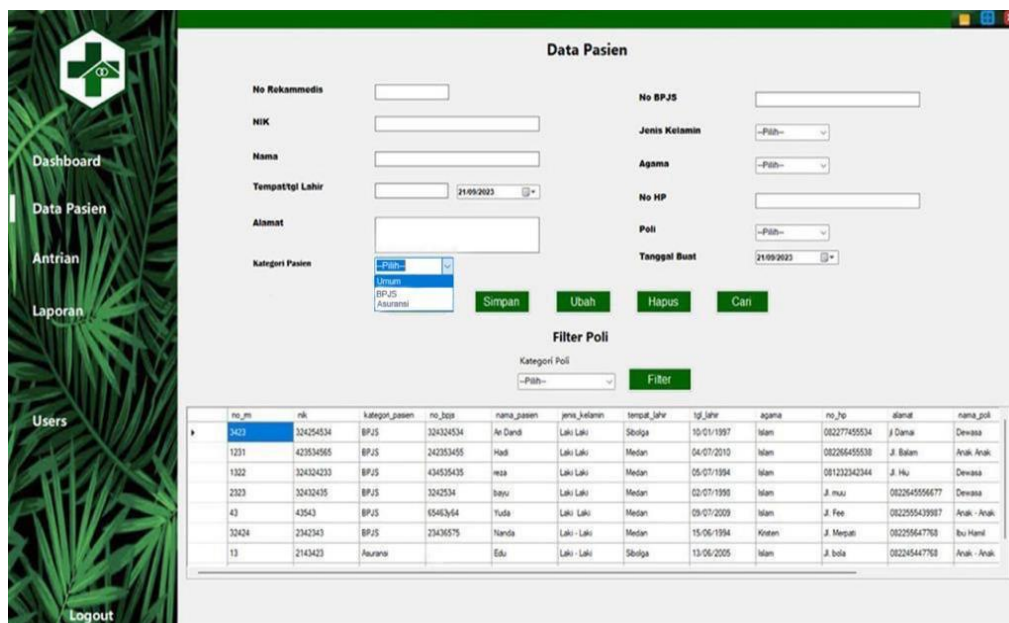 Data Pasien
No Rekammedis
No BPJS
NIK
Jenis Kelamin --Pilih--
Nama
Agama --Pilih--
Tempat/tgl Lahir 21/09/2023
No HP
Alamat
Poli --Pilih--
Kategori Pasien --Pilih--
Tanggal Buat 21/09/2023
Umum
BPJS
Asuransi
Simpan Ubah Hapus Cari
Filter Poli
Kategori Poli
--Pilih-- Filter
Dashboard
Data Pasien
Antrian
Laporan
Users
Logout
no_rm nik kategori_pasien no_bpjs nama_pasien jenis_kelamin tempat_lahir tgl_lahir agama no_hp alamat nama_poli
3423 324254534 BPJS 324324534 Ari Dandi Laki Laki Sibolga 10/01/1997 Islam 082277455534 jl Damai Dewasa
1231 423534565 BPJS 242353455 Hadi Laki Laki Medan 04/07/2010 Islam 082266455538 Jl. Balam Anak Anak
1322 324324233 BPJS 434535435 reza Laki Laki Medan 05/07/1994 Islam 081232342344 Jl. Hiu Dewasa
2323 32432435 BPJS 3242534 bayu Laki Laki Medan 02/07/1998 Islam Jl. muu 0822645556677 Dewasa
43 43543 BPJS 65463y64 Yuda Laki Laki Medan 09/07/2009 Islam Jl. Fee 0822555439987 Anak - Anak
32424 2342343 BPJS 23436575 Nanda Laki - Laki Medan 15/06/1994 Kristen Jl. Merpati 082255647768 Ibu Hamil
13 2143423 Asuransi Edu Laki - Laki Sibolga 13/06/2005 Islam Jl. bola 082245447768 Anak - Anak